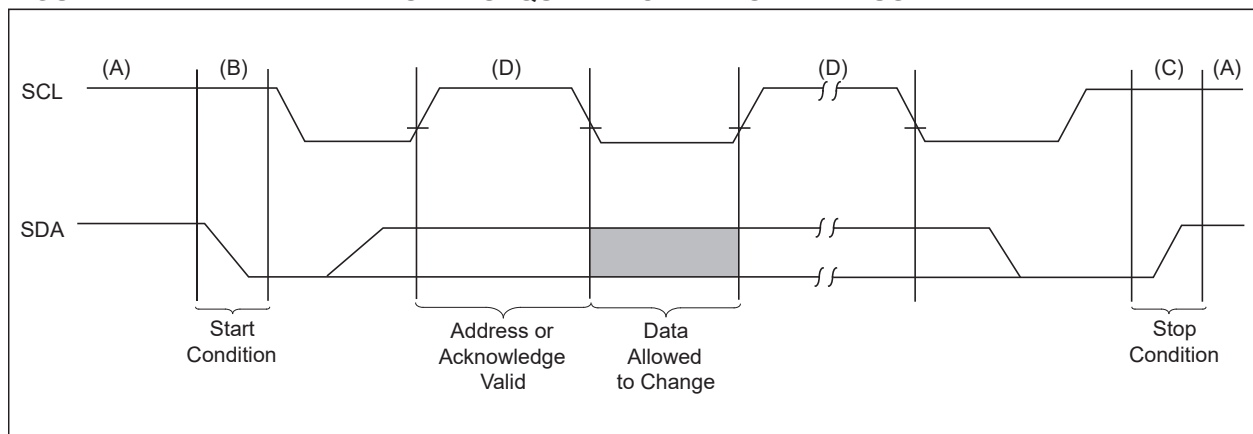 (A) (B) (D) (D) (C) (A)
SCL
SDA
Start
Condition
Address or
Acknowledge
Valid
Data
Allowed
to Change
Stop
Condition